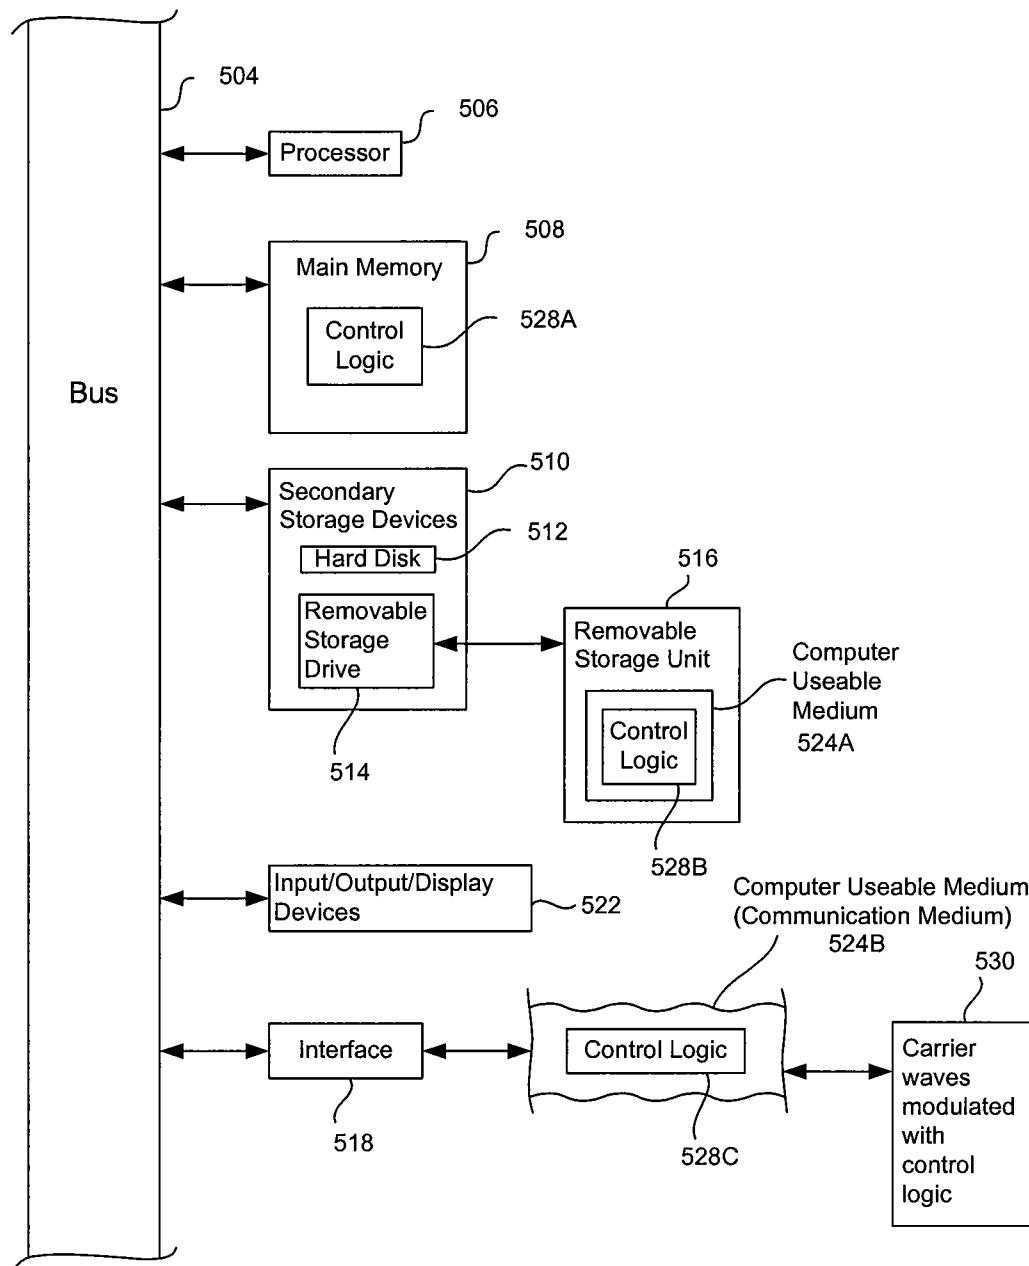 504
506
Processor
508
Main Memory
528A
Control
Logic
Bus
510
Secondary
Storage Devices
512
Hard Disk
516
Removable
Storage
Drive
Removable
Storage Unit
Computer
Useable
Medium
524A
Control
Logic
514
528B
Input/Output/Display
Devices
522
Computer Useable Medium
(Communication Medium)
524B
530
Interface
Control Logic
Carrier
waves
modulated
with
control
logic
518
528C